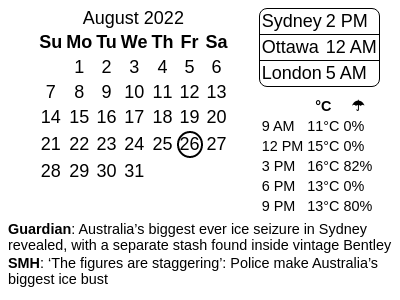 August 2022
Su Mo Tu We Th Fr Sa
1 2 3 4 5 6
7 8 9 10 11 12 13
14 15 16 17 18 19 20
21 22 23 24 25 26 27
28 29 30 31
Sydney 2 PM
Ottawa 12 AM
London 5 AM
°C ☂
9 AM 11°C 0%
12 PM 15°C 0%
3 PM 16°C 82%
6 PM 13°C 0%
9 PM 13°C 80%
Guardian: Australia’s biggest ever ice seizure in Sydney
revealed, with a separate stash found inside vintage Bentley
SMH: ‘The figures are staggering’: Police make Australia’s
biggest ice bust